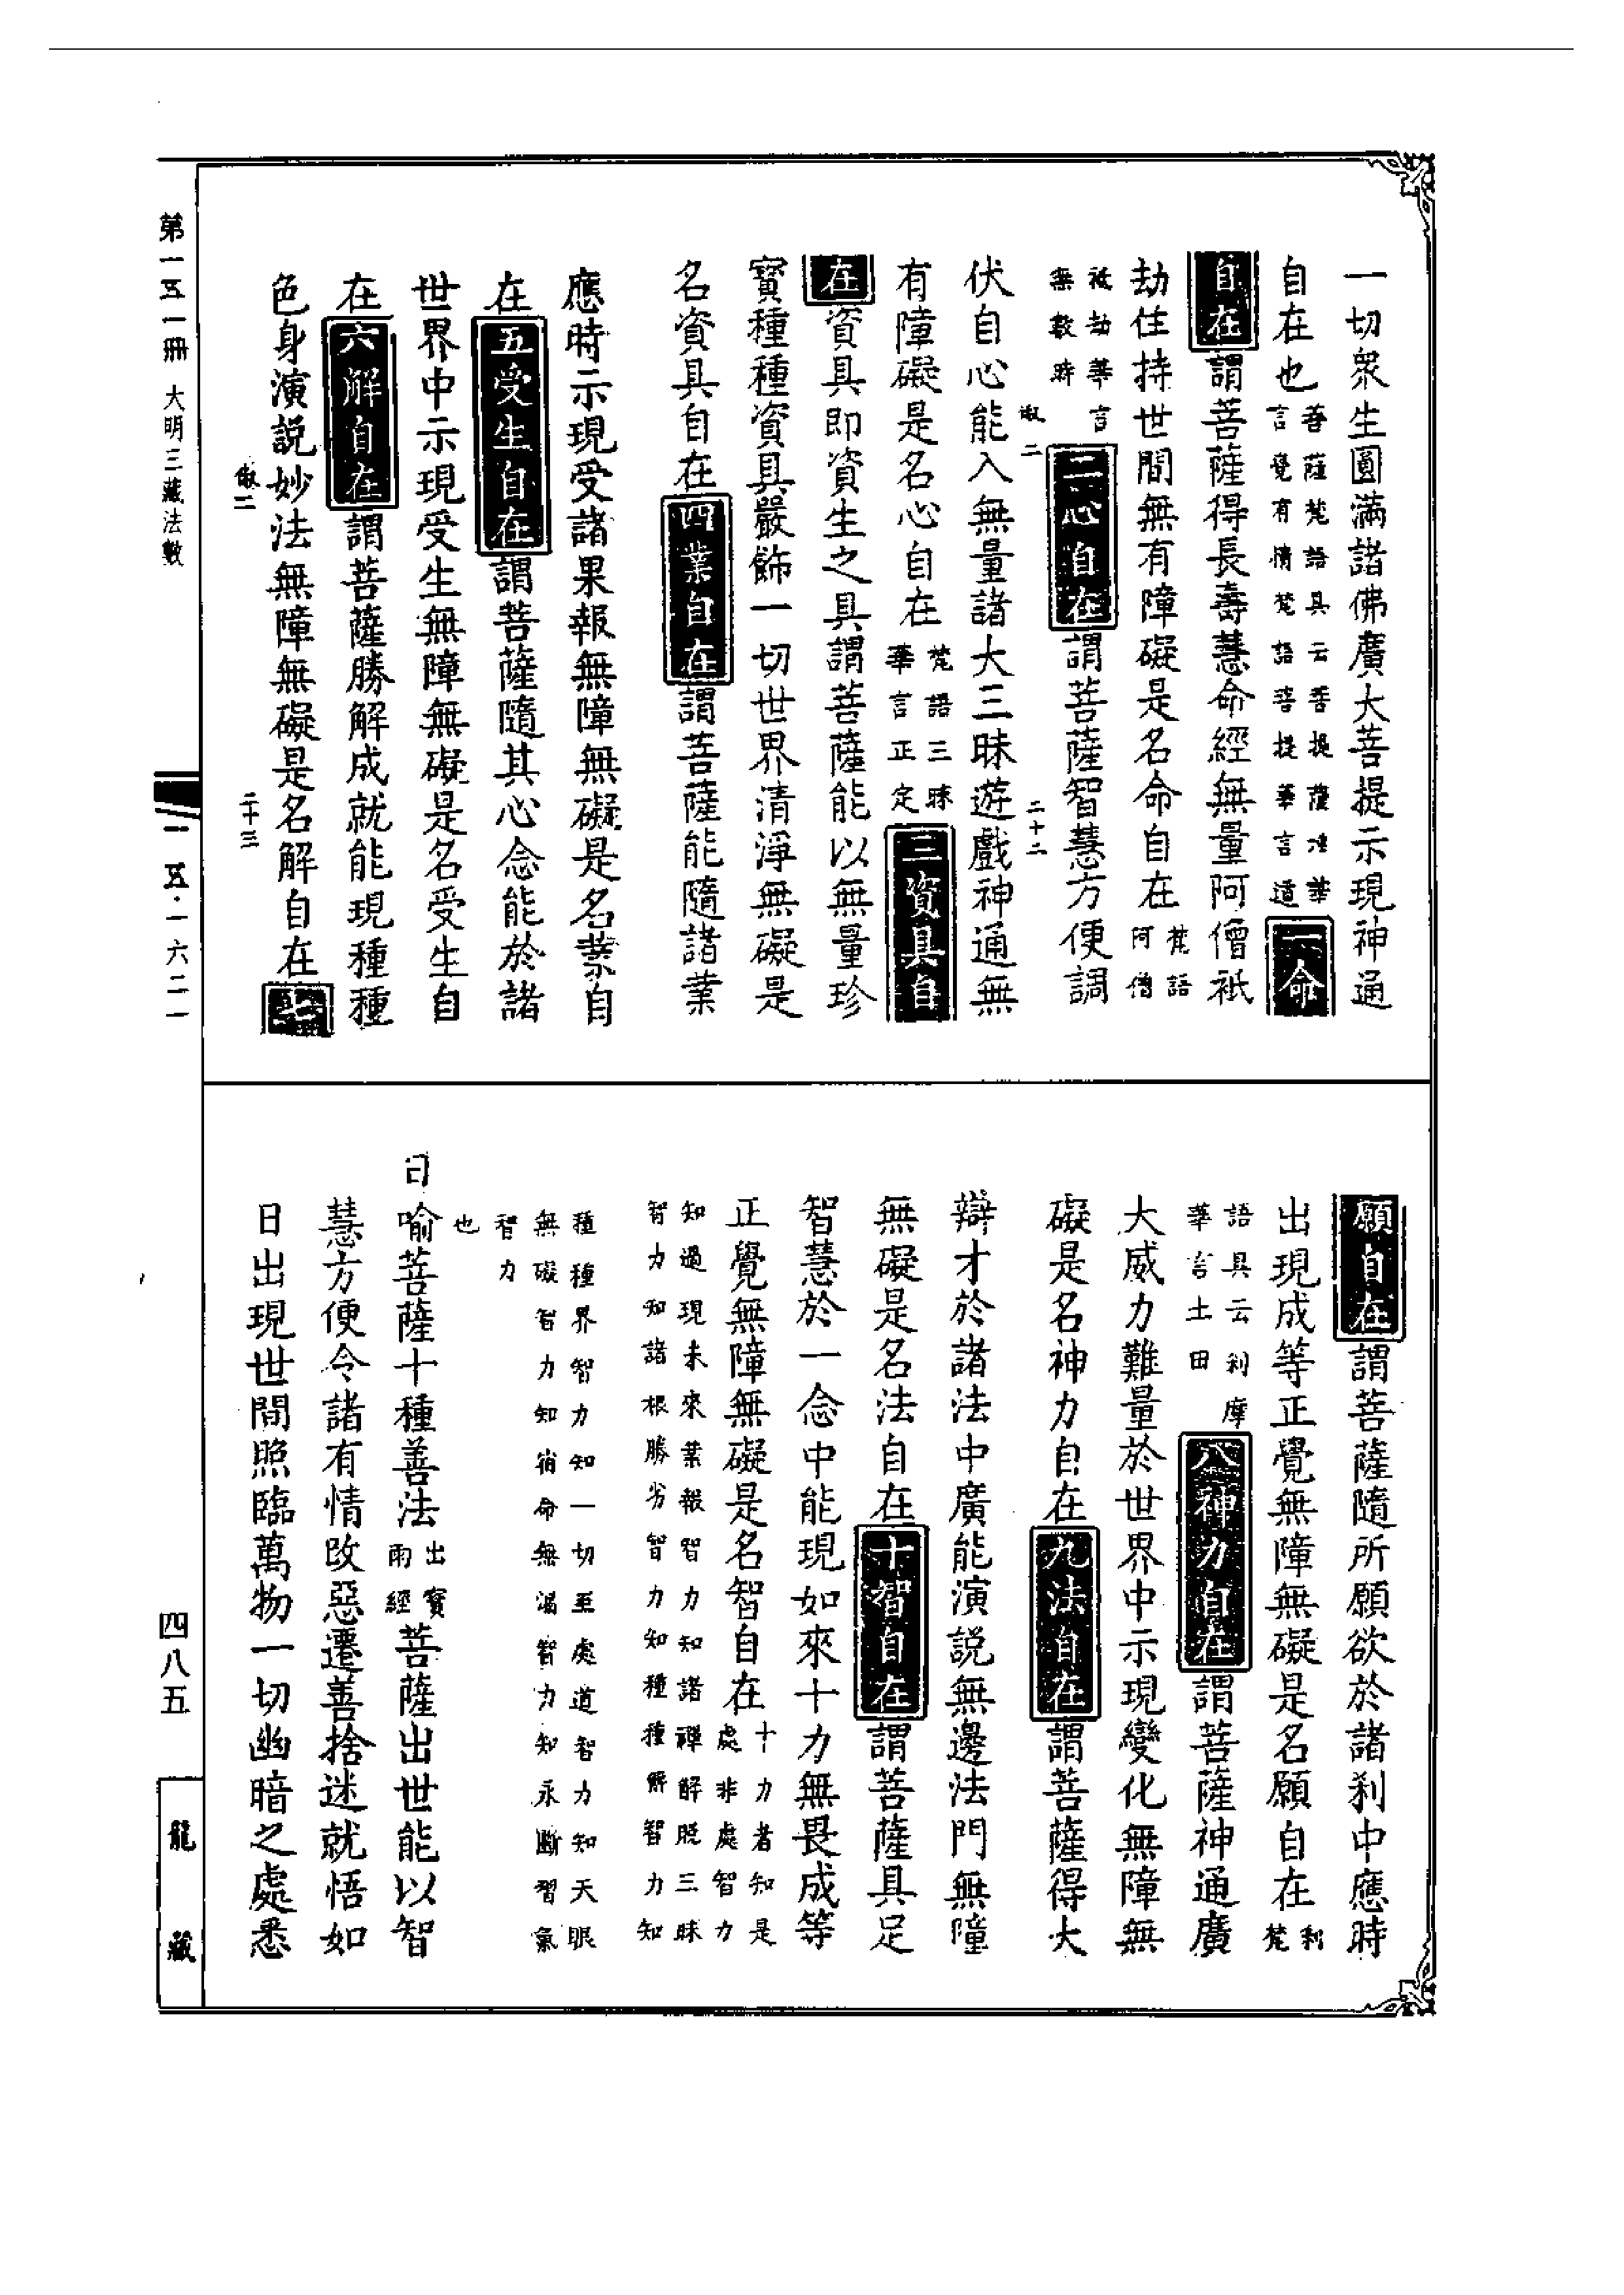 一切眾生圓滿諸佛廣大菩提示現神通
自在也菩薩梵語具云菩提薩埵華
言覺有情梵語菩提華言道一命
自在謂菩薩得長壽慧命經無量阿僧祇
劫住持世間無有障礙是名命自在梵語
阿僧
祇劫華言
無數時二心自在謂菩薩智慧方便調
二 二十二
伏自心能入無量諸大三昧遊戲神通無
有障礙是名心自在梵語三昧
華言正定三資具自
在資具即資生之具謂菩薩能以無量珍
寶種種資具嚴飾一切世界清淨無礙是
名資具自在四業自在謂菩薩能隨諸業
應時示現受諸果報無障無礙是名業自
在五受生自在謂菩薩隨其心念能於諸
世界中示現受生無障無礙是名受生自
在六解自在謂菩薩勝解成就能現種種
色身演說妙法無障無礙是名解自在七
二 二十三
願自在謂菩薩隨所願欲於諸刹中應時
出現成等正覺無障無礙是名願自在刹
梵
語具云刹摩
華言土田八神力自在謂菩薩神通廣
大威力難量於世界中示現變化無障無
礙是名神力自在九法自在謂菩薩得大
辯才於諸法中廣能演說無邊法門無障
無礙是名法自在十智自在謂菩薩具足
智慧於一念中能現如來十力無畏成等
正覺無障無礙是名智自在十力者知是
處非處智力
知過現未來業報智力知諸禪解脫三昧
智力知諸根勝劣智力知種種解智力知
種種界智力知一切至處道智力知天眼
無礙智力知宿命無漏智力知永斷習氣
智力
也
日喻菩薩十種善法出寶
雨經菩薩出世能以智
慧方便令諸有情改惡遷善捨迷就悟如
日出現世間照臨萬物一切幽暗之處悉
第一五一冊 大明三藏法數
一五·一六二一
四八五
龍藏